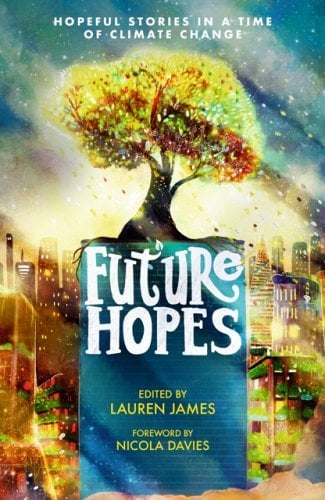 HOPEFUL STORIES IN A TIME
OF CLIMATE CHANGE
FUTURE
HOPES
EDITED BY
LAUREN JAMES
FOREWORD BY
NICOLA DAVIES